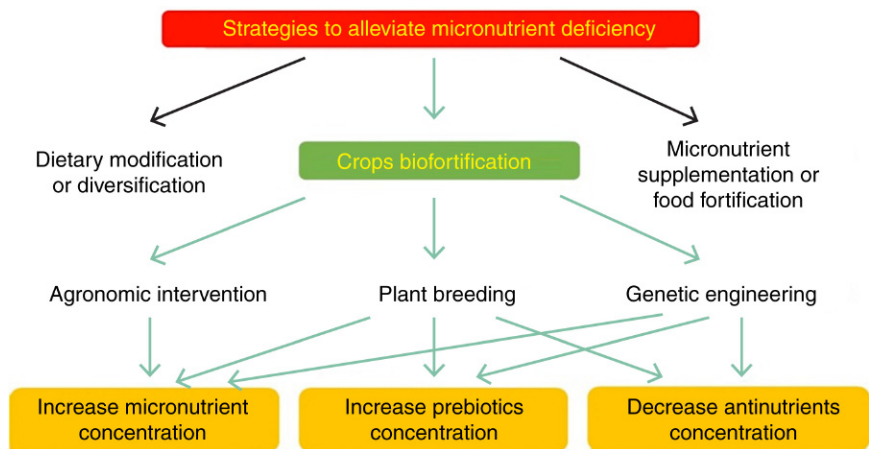 Strategies to alleviate micronutrient deficiency
Dietary modification
or diversification
Crops biofortification
Micronutrient
supplementation or
food fortification
Agronomic intervention
Plant breeding
Genetic engineering
Increase micronutrient
concentration
Increase prebiotics
concentration
Decrease antinutrients
concentration